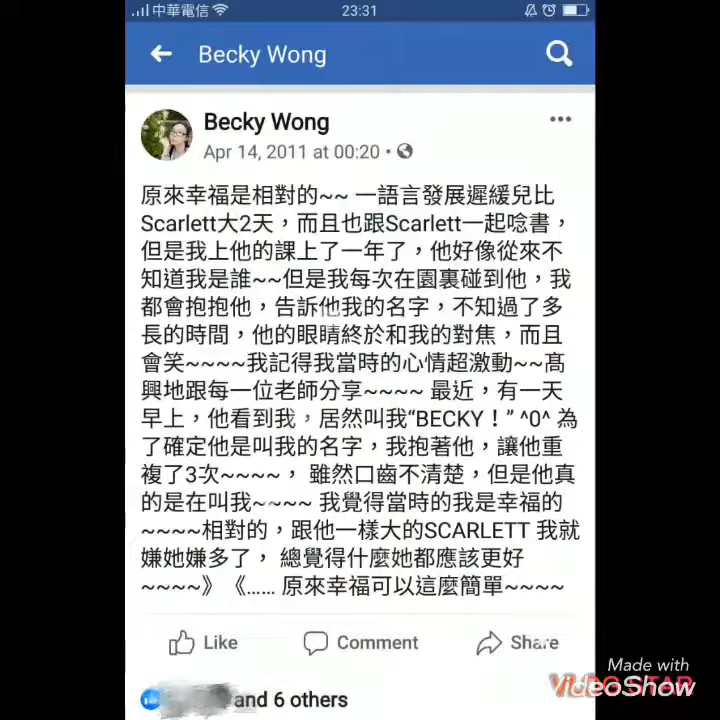 中華電信 23:31
Becky Wong
Becky Wong
Apr 14, 2011 at 00:20 •
原來幸福是相對的~~ 一語言發展遲緩兒比
Scarlett大2天，而且也跟Scarlett一起唸書，
但是我上他的課上了一年了，他好像從來不
知道我是誰~~但是我每次在園裏碰到他，我
都會抱抱他，告訴他我的名字，不知過了多
長的時間，他的眼睛終於和我的對焦，而且
會笑~~~~我記得我當時的心情超激動~~髙
興地跟每一位老師分享~~~~ 最近，有一天
早上，他看到我，居然叫我“BECKY！” ^0^ 為
了確定他是叫我的名字，我抱著他，讓他重
複了3次~~~~， 雖然口齒不清楚，但是他真
的是在叫我~~~~ 我覺得當時的我是幸福的
~~~~相對的，跟他一樣大的SCARLETT 我就
嫌她嫌多了， 總覺得什麼她都應該更好
~~~~》《...... 原來幸福可以這麼簡單~~~~
Like Comment Share
and 6 others
Made with
VideoShow